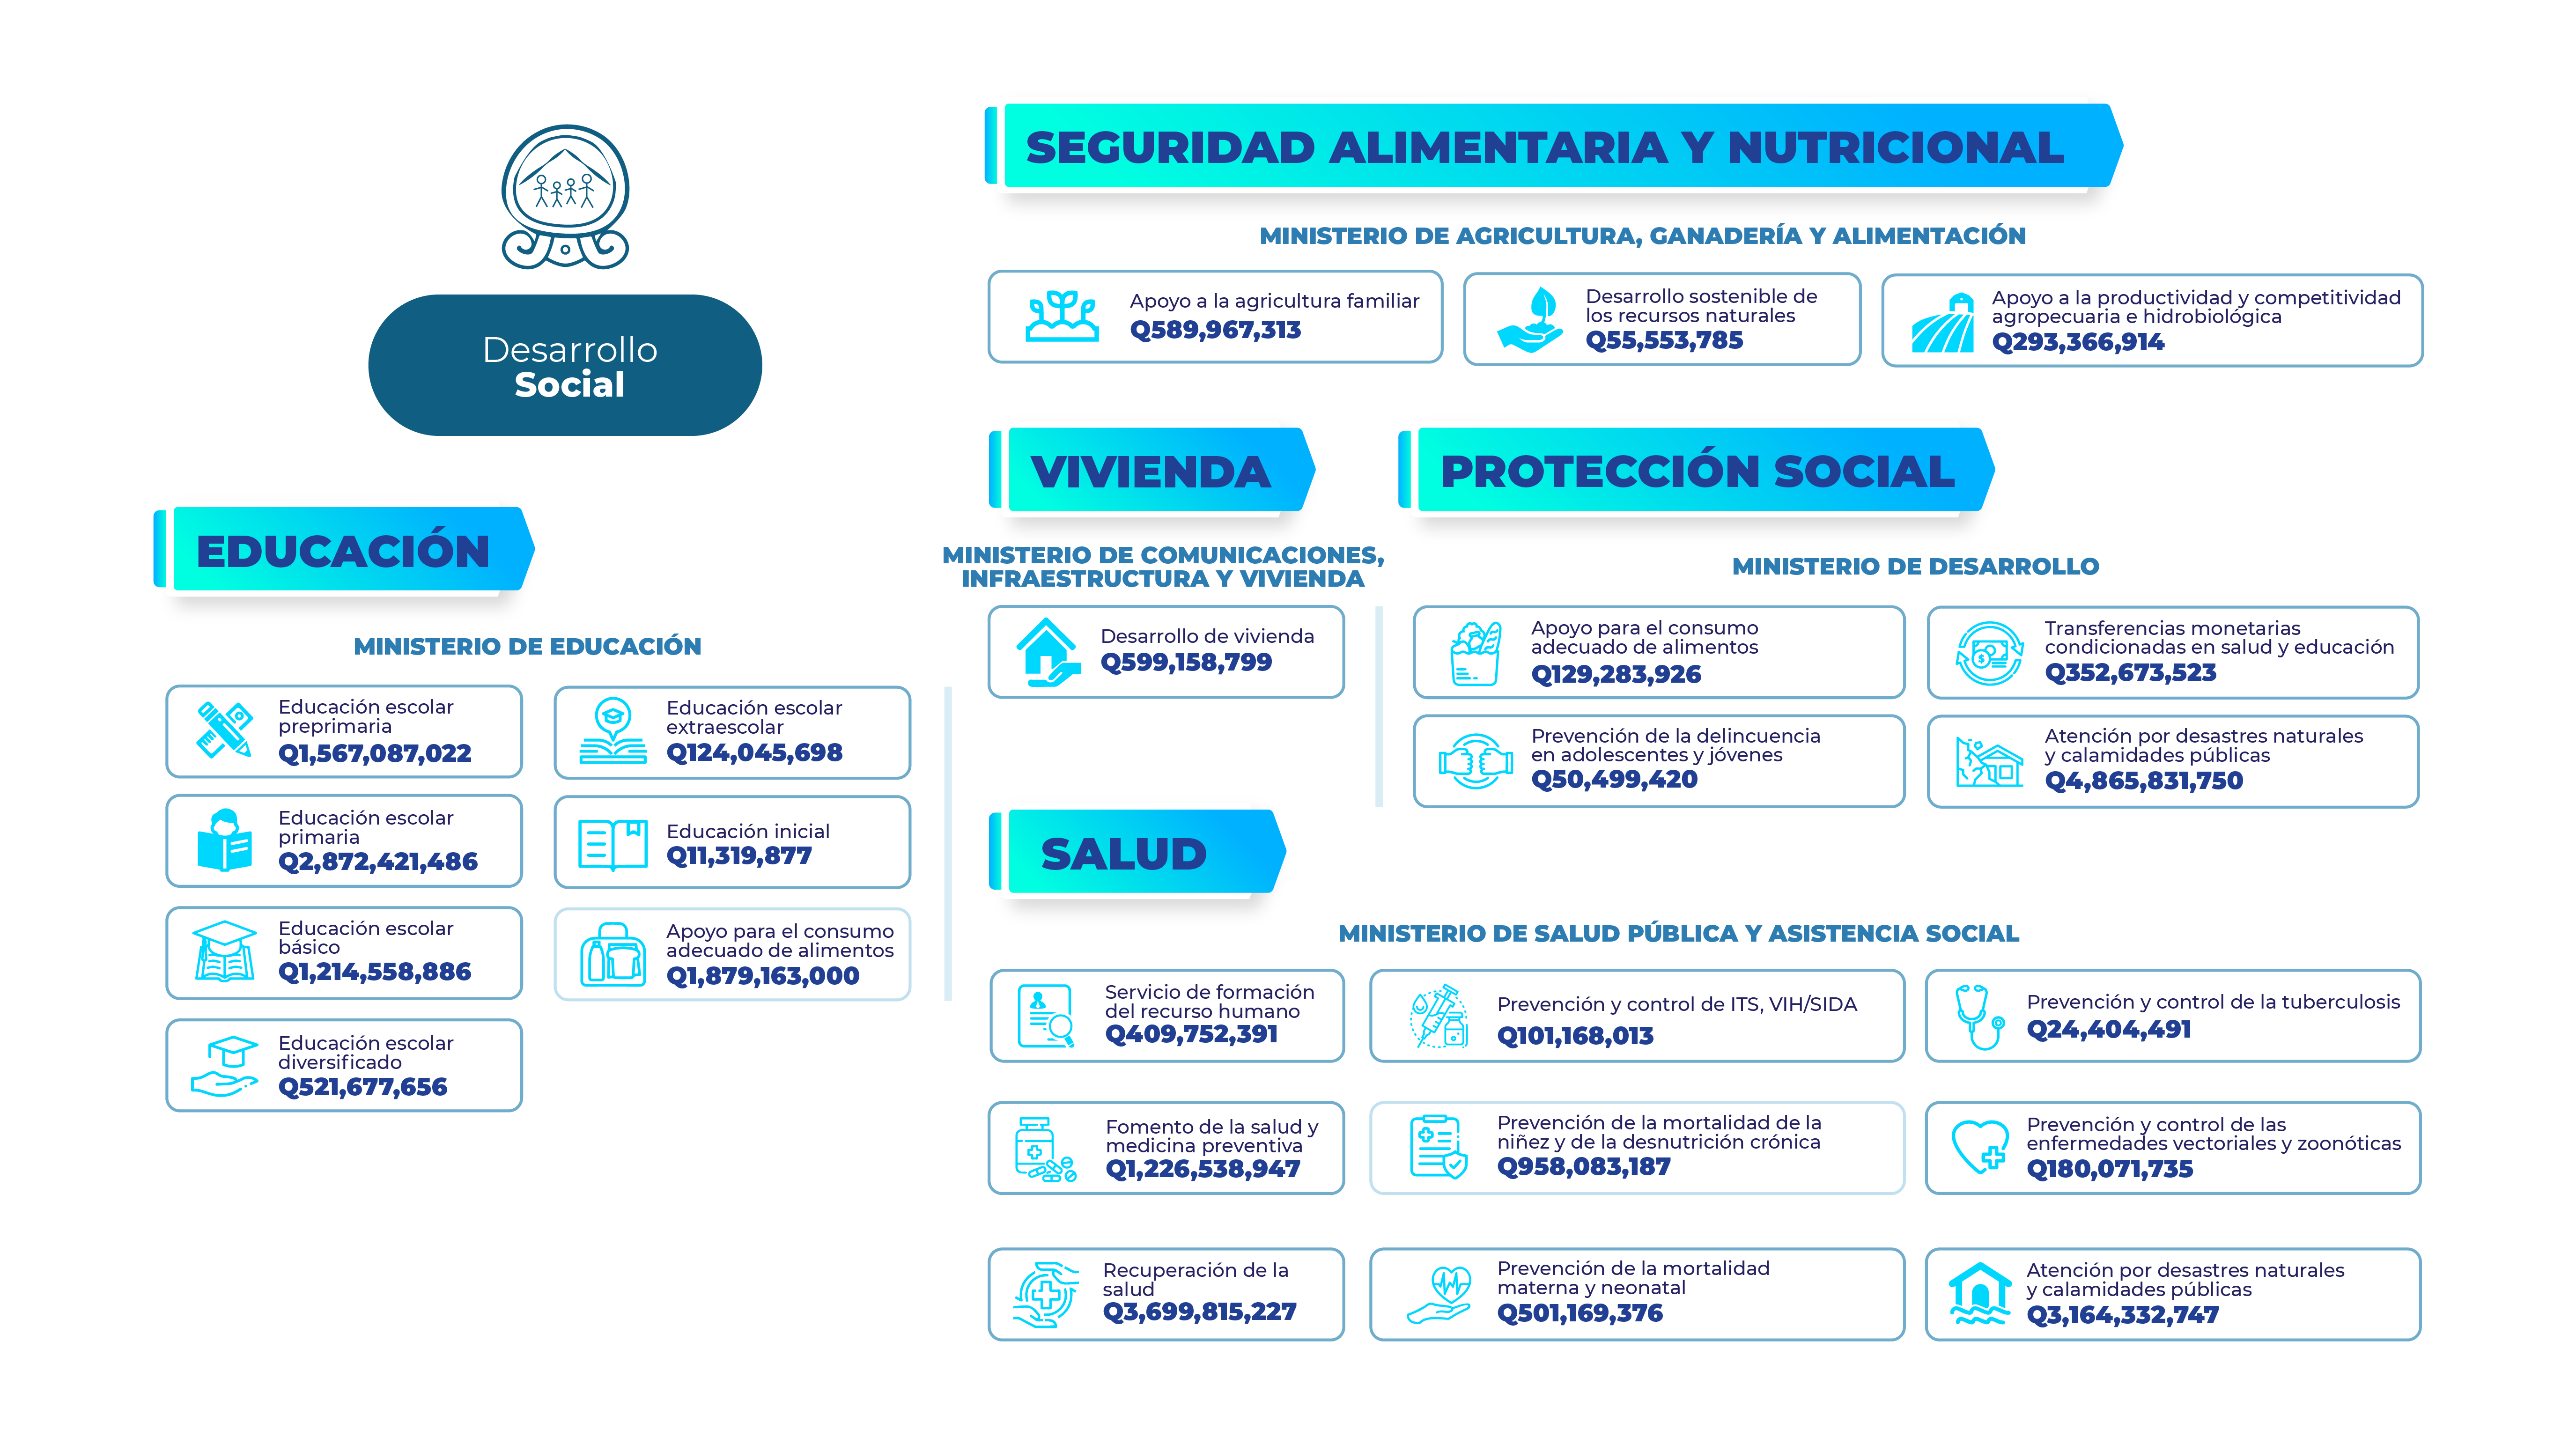 Desarrollo
Social
EDUCACIÓN
MINISTERIO DE EDUCACIÓN
Educación escolar
preprimaria
Q1,567,087,022
Educación escolar
extraescolar
Q124,045,698
Educación escolar
primaria
Q2,872,421,486
Educación inicial
Q11,319,877
Educación escolar
básico
Q1,214,558,886
Apoyo para el consumo
adecuado de alimentos
Q1,879,163,000
Educación escolar
diversificado
Q521,677,656
SEGURIDAD ALIMENTARIA Y NUTRICIONAL
MINISTERIO DE AGRICULTURA, GANADERÍA Y ALIMENTACIÓN
Apoyo a la agricultura familiar
Q589,967,313
Desarrollo sostenible de
los recursos naturales
Q55,553,785
Apoyo a la productividad y competitividad
agropecuaria e hidrobiológica
Q293,366,914
VIVIENDA
MINISTERIO DE COMUNICACIONES,
INFRAESTRUCTURA Y VIVIENDA
Desarrollo de vivienda
Q599,158,799
PROTECCIÓN SOCIAL
MINISTERIO DE DESARROLLO
Apoyo para el consumo
adecuado de alimentos
Q129,283,926
Transferencias monetarias
condicionadas en salud y educación
Q352,673,523
Prevención de la delincuencia
en adolescentes y jóvenes
Q50,499,420
Atención por desastres naturales
y calamidades públicas
Q4,865,831,750
SALUD
MINISTERIO DE SALUD PÚBLICA Y ASISTENCIA SOCIAL
Servicio de formación
del recurso humano
Q409,752,391
Prevención y control de ITS, VIH/SIDA
Q101,168,013
Prevención y control de la tuberculosis
Q24,404,491
Fomento de la salud y
medicina preventiva
Q1,226,538,947
Prevención de la mortalidad de la
niñez y de la desnutrición crónica
Q958,083,187
Prevención y control de las
enfermedades vectoriales y zoonóticas
Q180,071,735
Recuperación de la
salud
Q3,699,815,227
Prevención de la mortalidad
materna y neonatal
Q501,169,376
Atención por desastres naturales
y calamidades públicas
Q3,164,332,747